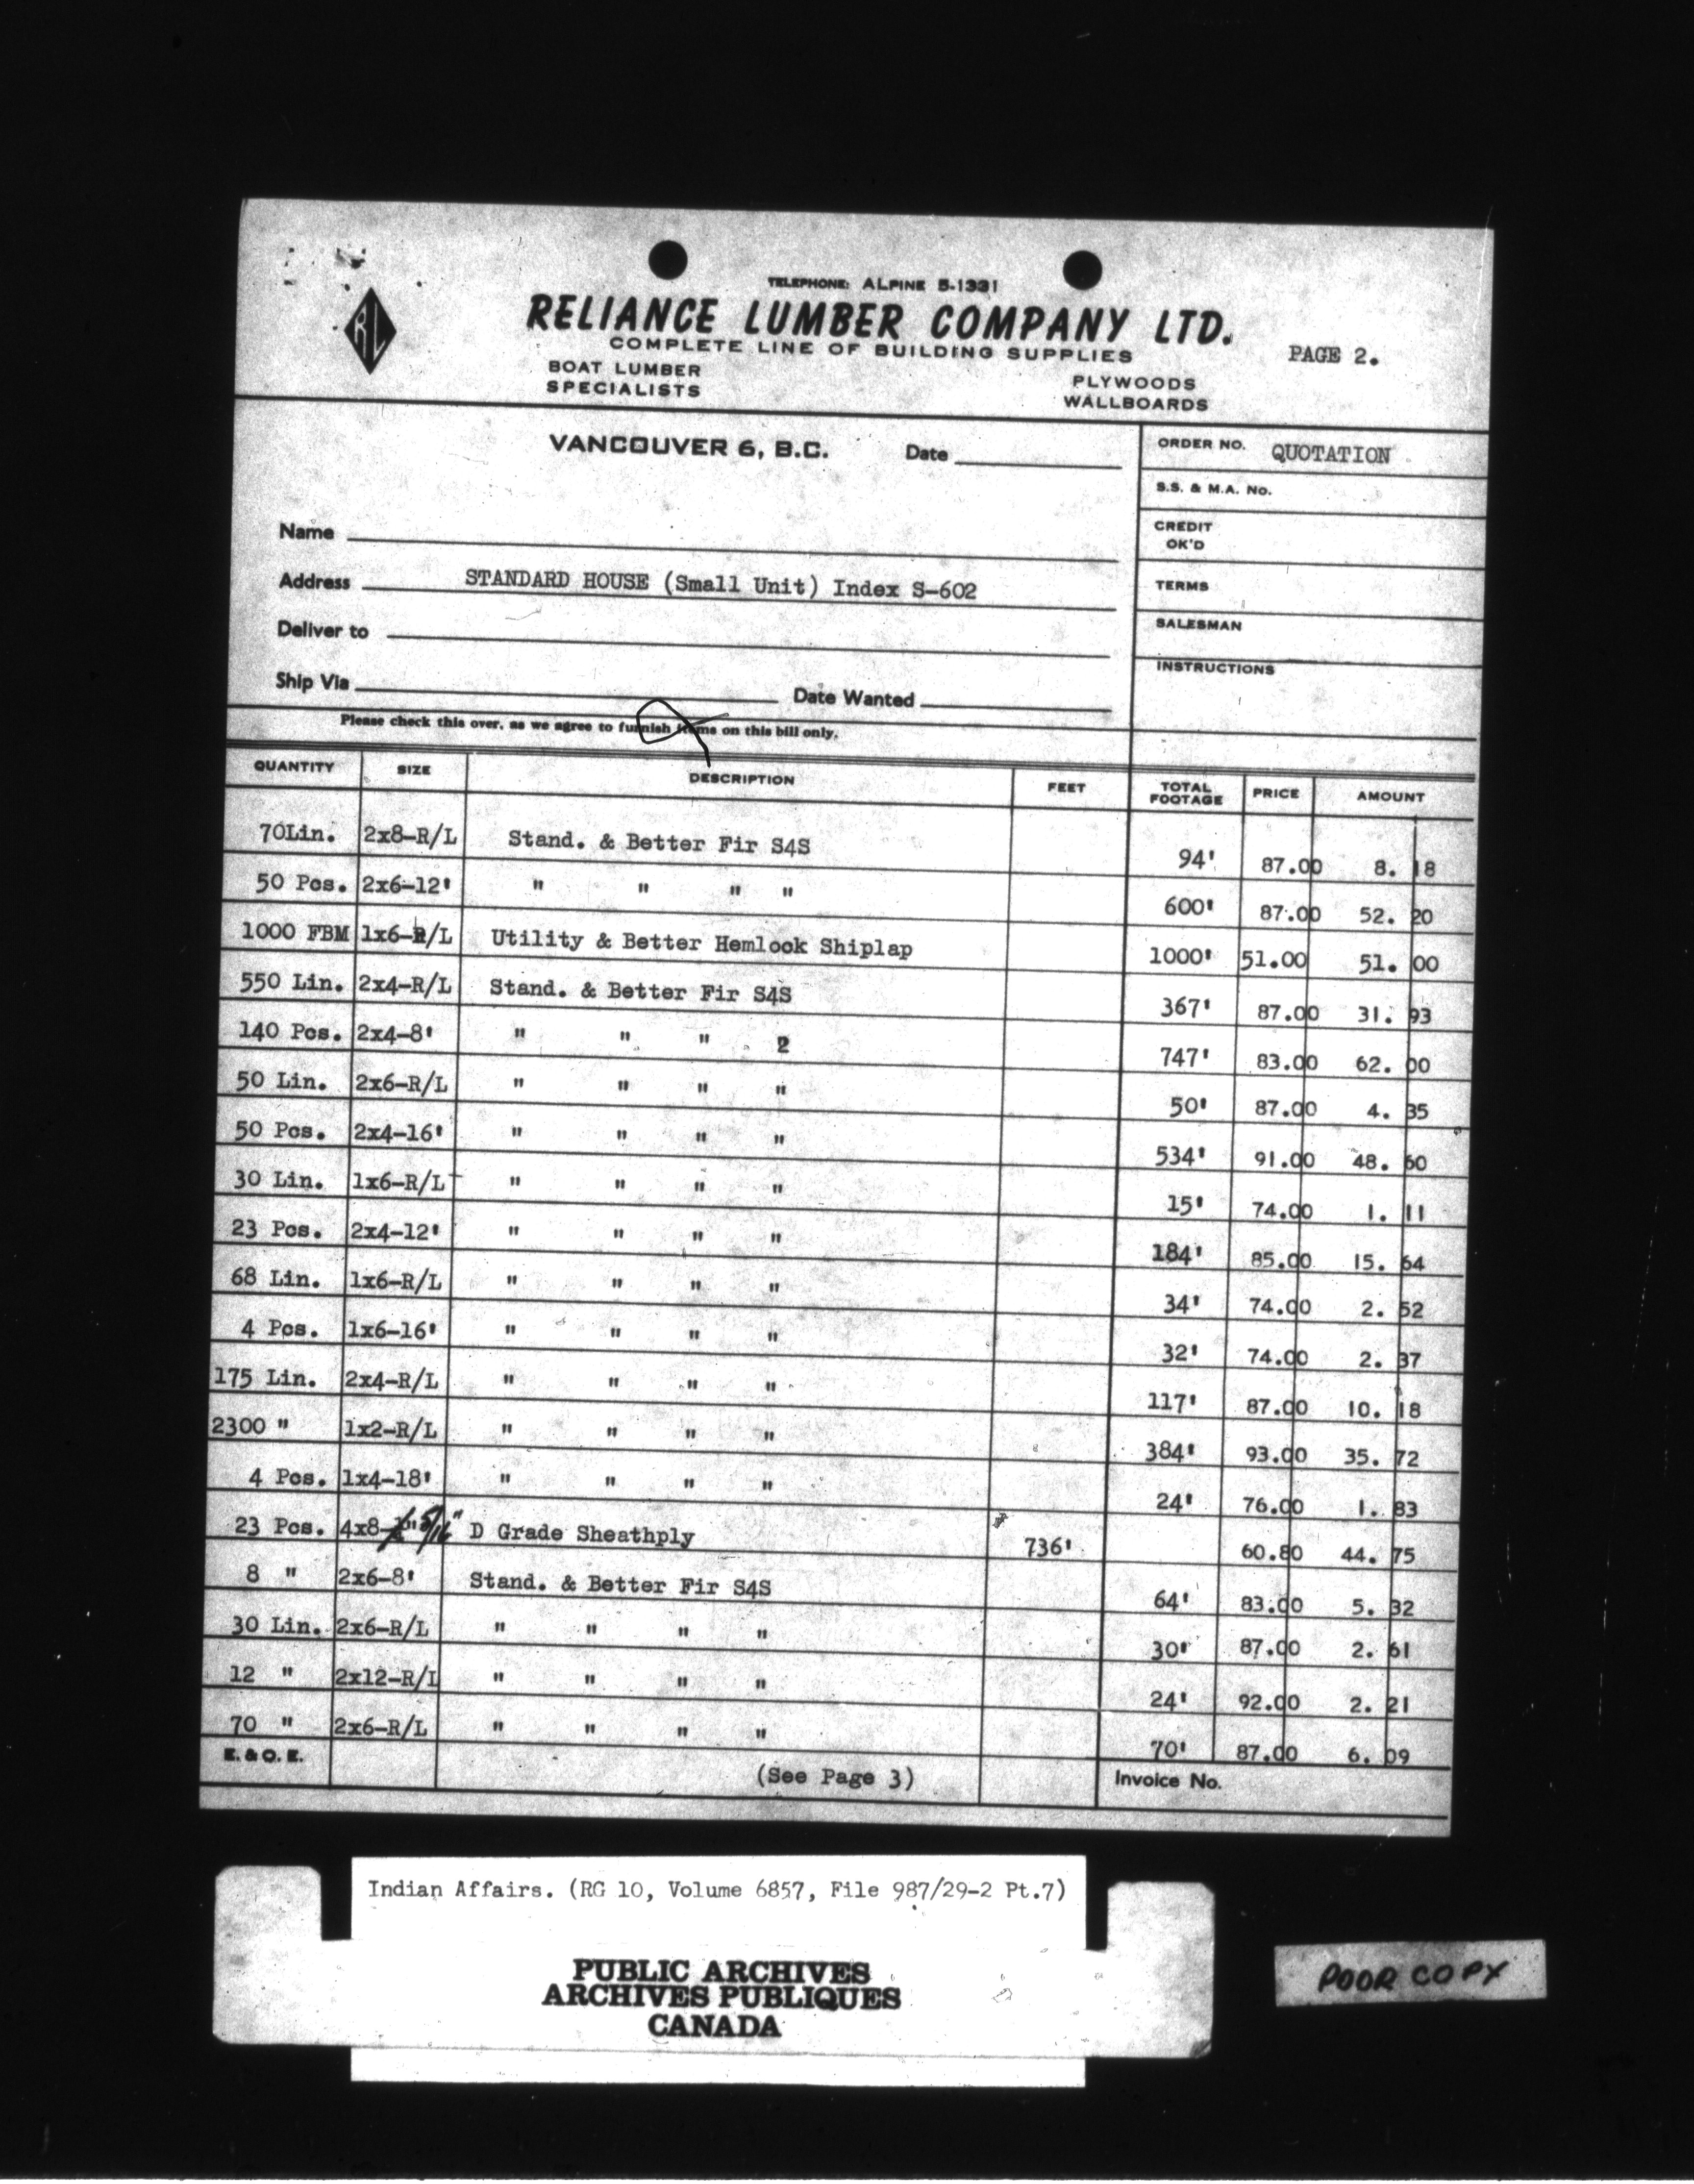 TELEPHONE: ALPINE 5-1331
RL
RELIANCE LUMBER COMPANY LTD.
COMPLETE LINE OF BUILDING SUPPLIES
PAGE 2.
BOAT LUMBER SPECIALISTS
PLYWOODS WALLBOARDS
VANCOUVER 6, B.C. Date
ORDER NO. QUOTATION
S.S. & M.A. No.
CREDIT OK'D
Name
Address STANDARD HOUSE (Small Unit) Index S-602
TERMS
Deliver to
SALESMAN
INSTRUCTIONS
Ship Via Date Wanted
Please check this over, as we agree to furnish items on this bill only.
QUANTITY SIZE DESCRIPTION FEET TOTAL FOOTAGE PRICE AMOUNT
70Lin. 2x8-R/L Stand. & Better Fir S4S 94' 87.00 8. 18
50 Pcs. 2x6-12' " " " " 600' 87.00 52. 20
1000 FBM 1x6-R/L Utility & Better Hemlock Shiplap 1000' 51.00 51. 00
550 Lin. 2x4-R/L Stand. & Better Fir S4S 367' 87.00 31. 93
140 Pcs. 2x4-8' " " " 2 747' 83.00 62. 00
50 Lin. 2x6-R/L " " " " 50' 87.00 4. 35
50 Pcs. 2x4-16' " " " " 534' 91.00 48. 60
30 Lin. 1x6-R/L " " " " 15' 74.00 1. 11
23 Pcs. 2x4-12' " " " " 184' 85.00 15. 64
68 Lin. 1x6-R/L " " " " 34' 74.00 2. 52
4 Pcs. 1x6-16' " " " " 32' 74.00 2. 37
175 Lin. 2x4-R/L " " " " 117' 87.00 10. 18
2300 " 1x2-R/L " " " " 384' 93.00 35. 72
4 Pcs. 1x4-18' " " " " 24' 76.00 1. 83
23 Pcs. 4x8- 5/16" D Grade Sheathply 736' 60.80 44. 75
8 " 2x6-8' Stand. & Better Fir S4S 64' 83.00 5. 32
30 Lin. 2x6-R/L " " " " 30' 87.00 2. 61
12 " 2x12-R/L " " " " 24' 92.00 2. 21
70 " 2x6-R/L " " " " 70' 87.00 6. 09
E. & O. E. (See Page 3) Invoice No.
Indian Affairs. (RG 10, Volume 6857, File 987/29-2 Pt.7)
PUBLIC ARCHIVES
ARCHIVES PUBLIQUES
CANADA
POOR COPY